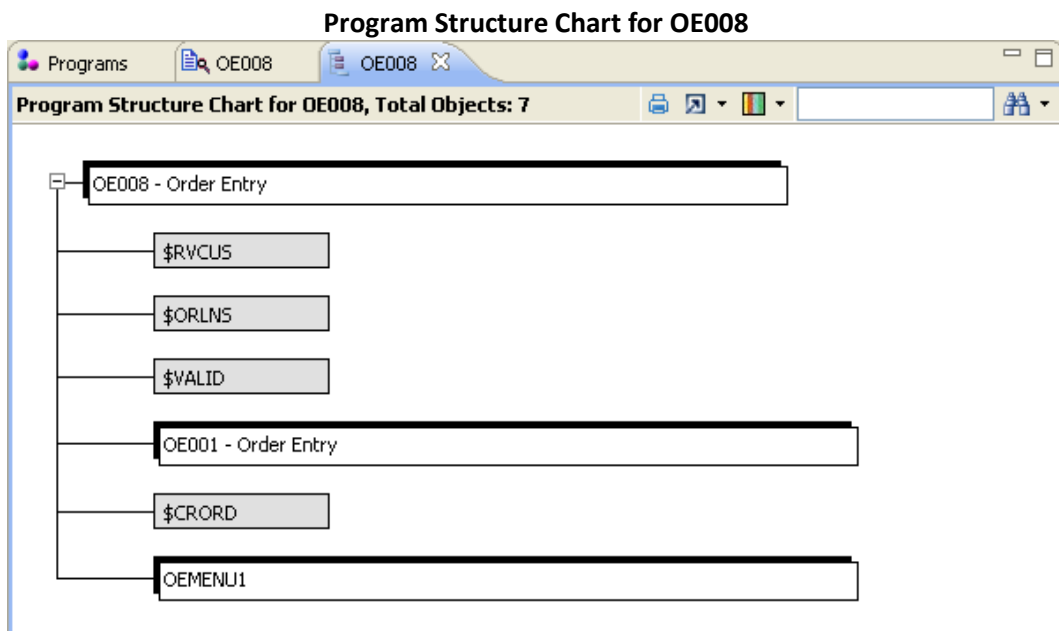 Program Structure Chart for OE008
Programs OE008 OE008
Program Structure Chart for OE008, Total Objects: 7
OE008 - Order Entry
$RVCUS
$ORLNS
$VALID
OE001 - Order Entry
$CRORD
OEMENU1